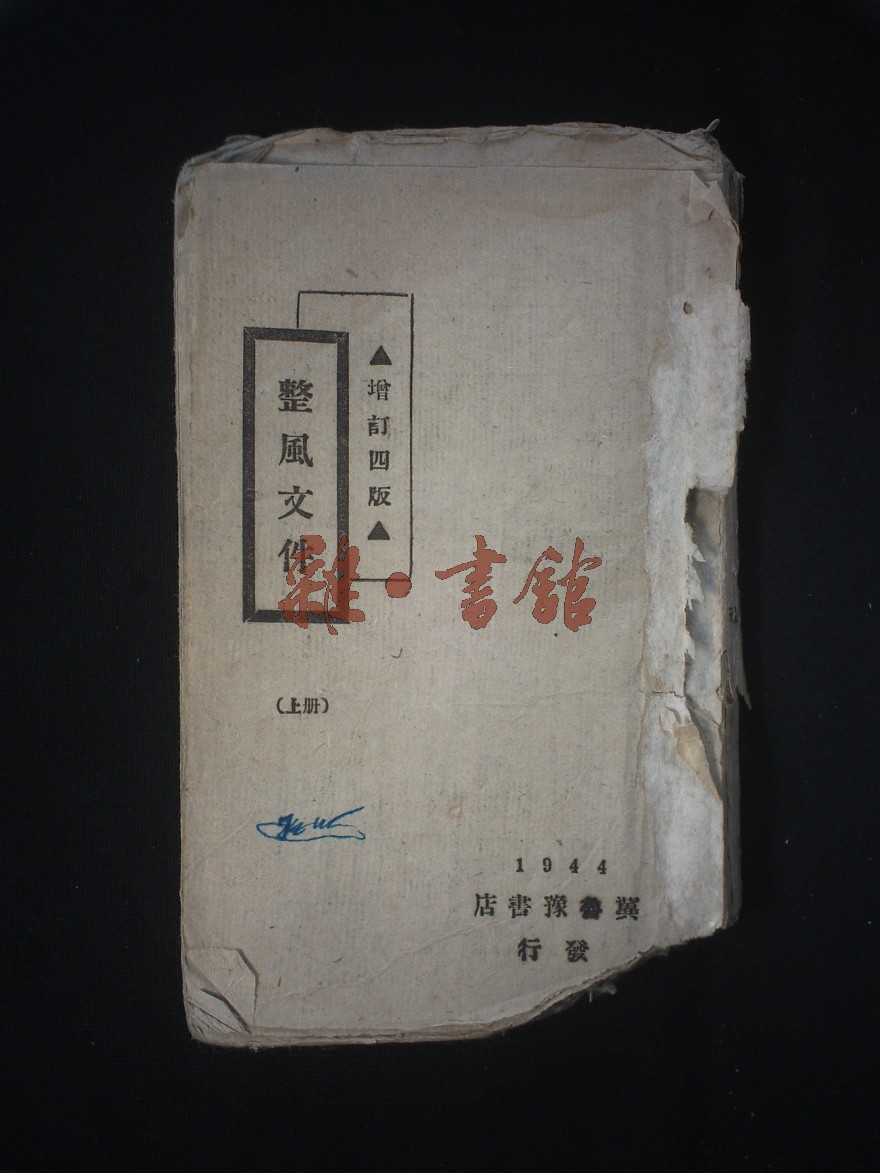 ▲增訂四版▲
整風文件
(上册)
1944
冀魯豫書店
發行
雜·書館